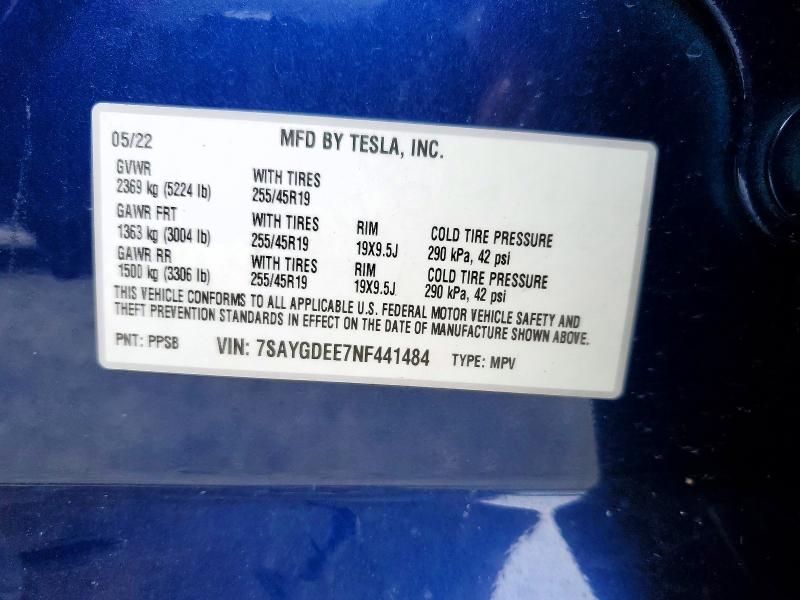 05/22 MFD BY TESLA, INC.
GVWR
2369 kg (5224 lb) WITH TIRES 255/45R19
GAWR FRT
1363 kg (3004 lb) WITH TIRES 255/45R19 RIM 19X9.5J COLD TIRE PRESSURE 290 kPa, 42 psi
GAWR RR
1500 kg (3306 lb) WITH TIRES 255/45R19 RIM 19X9.5J COLD TIRE PRESSURE 290 kPa, 42 psi
THIS VEHICLE CONFORMS TO ALL APPLICABLE U.S. FEDERAL MOTOR VEHICLE SAFETY AND
THEFT PREVENTION STANDARDS IN EFFECT ON THE DATE OF MANUFACTURE SHOWN ABOVE.
PNT: PPSB VIN: 7SAYGDEE7NF441484 TYPE: MPV